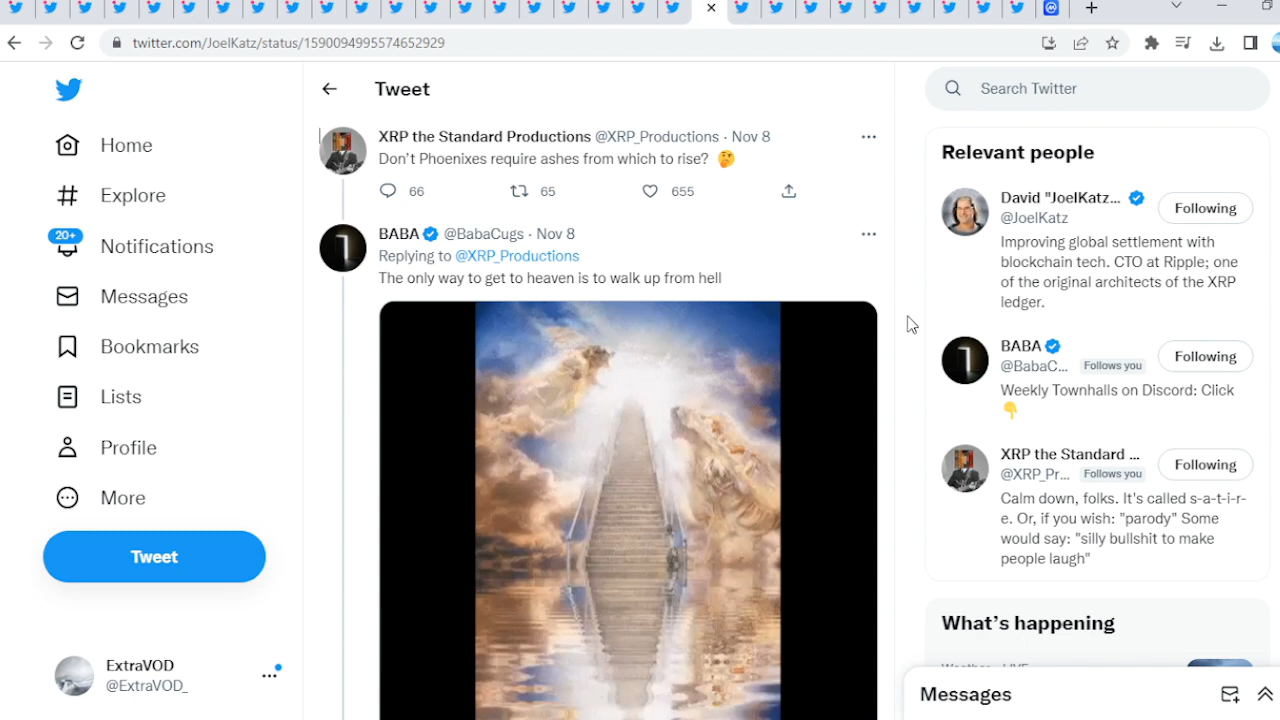 twitter.com/JoelKatz/status/1590094995574652929
Home
Explore
20+
Notifications
Messages
Bookmarks
Lists
Profile
More
Tweet
ExtraVOD
@ExtraVOD_
Tweet
XRP the Standard Productions @XRP_Productions · Nov 8
Don't Phoenixes require ashes from which to rise? 🤔
66 65 655
BABA @BabaCugs · Nov 8
Replying to @XRP_Productions
The only way to get to heaven is to walk up from hell
Search Twitter
Relevant people
David "JoelKatz...
@JoelKatz
Following
Improving global settlement with
blockchain tech. CTO at Ripple; one
of the original architects of the XRP
ledger.
BABA
@BabaC... Follows you
Following
Weekly Townhalls on Discord: Click
👇
XRP the Standard ...
@XRP_Pr... Follows you
Following
Calm down, folks. It's called s-a-t-i-r-
e. Or, if you wish: "parody" Some
would say: "silly bullshit to make
people laugh"
What's happening
Messages